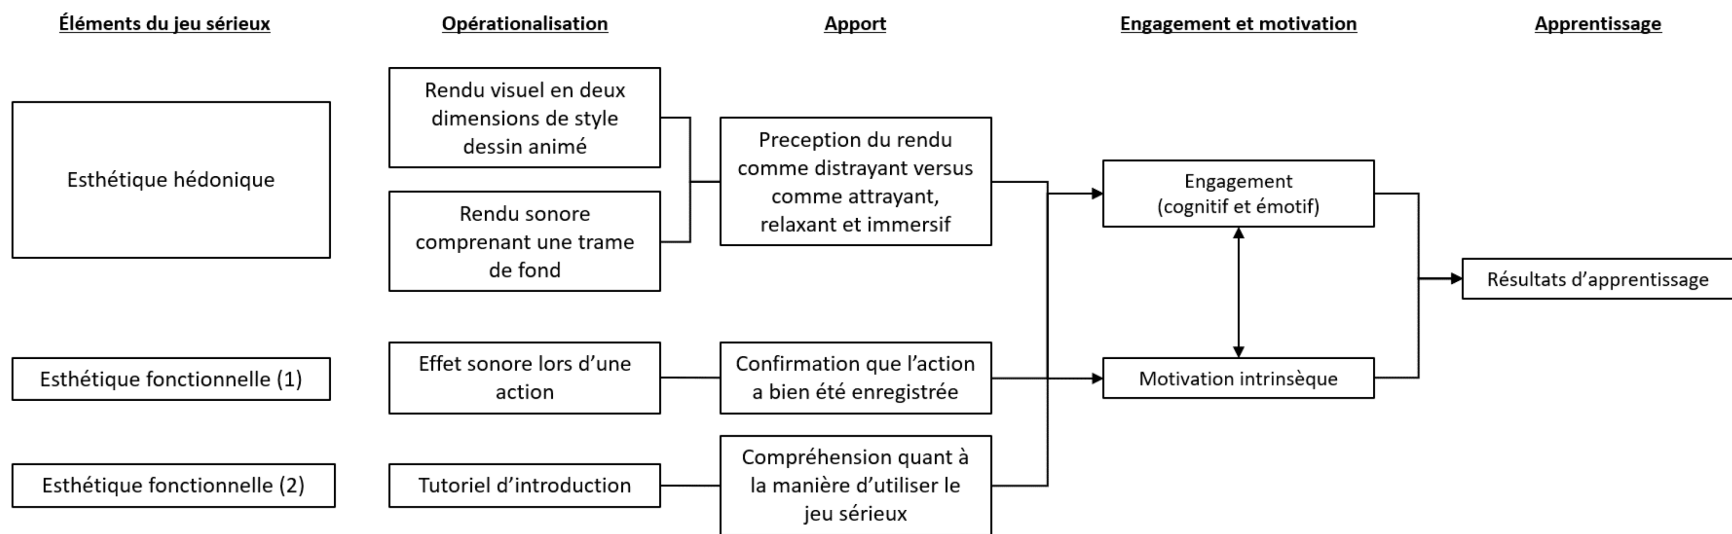 Éléments du jeu sérieux
Opérationalisation
Apport
Engagement et motivation
Apprentissage
Esthétique hédonique
Rendu visuel en deux
dimensions de style
dessin animé
Rendu sonore
comprenant une trame
de fond
Preception du rendu
comme distrayant versus
comme attrayant,
relaxant et immersif
Engagement
(cognitif et émotif)
Résultats d'apprentissage
Esthétique fonctionnelle (1)
Effet sonore lors d'une
action
Confirmation que l'action
a bien été enregistrée
Motivation intrinsèque
Esthétique fonctionnelle (2)
Tutoriel d'introduction
Compréhension quant à
la manière d'utiliser le
jeu sérieux